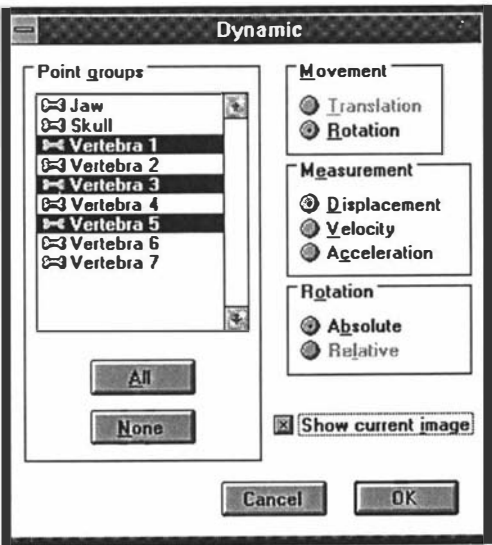 Dynamic
Point groups
Jaw
Skull
Vertebra 1
Vertebra 2
Vertebra 3
Vertebra 4
Vertebra 5
Vertebra 6
Vertebra 7
All
None
Movement
Translation
Rotation
Measurement
Displacement
Velocity
Acceleration
Rotation
Absolute
Relative
Show current image
Cancel
OK